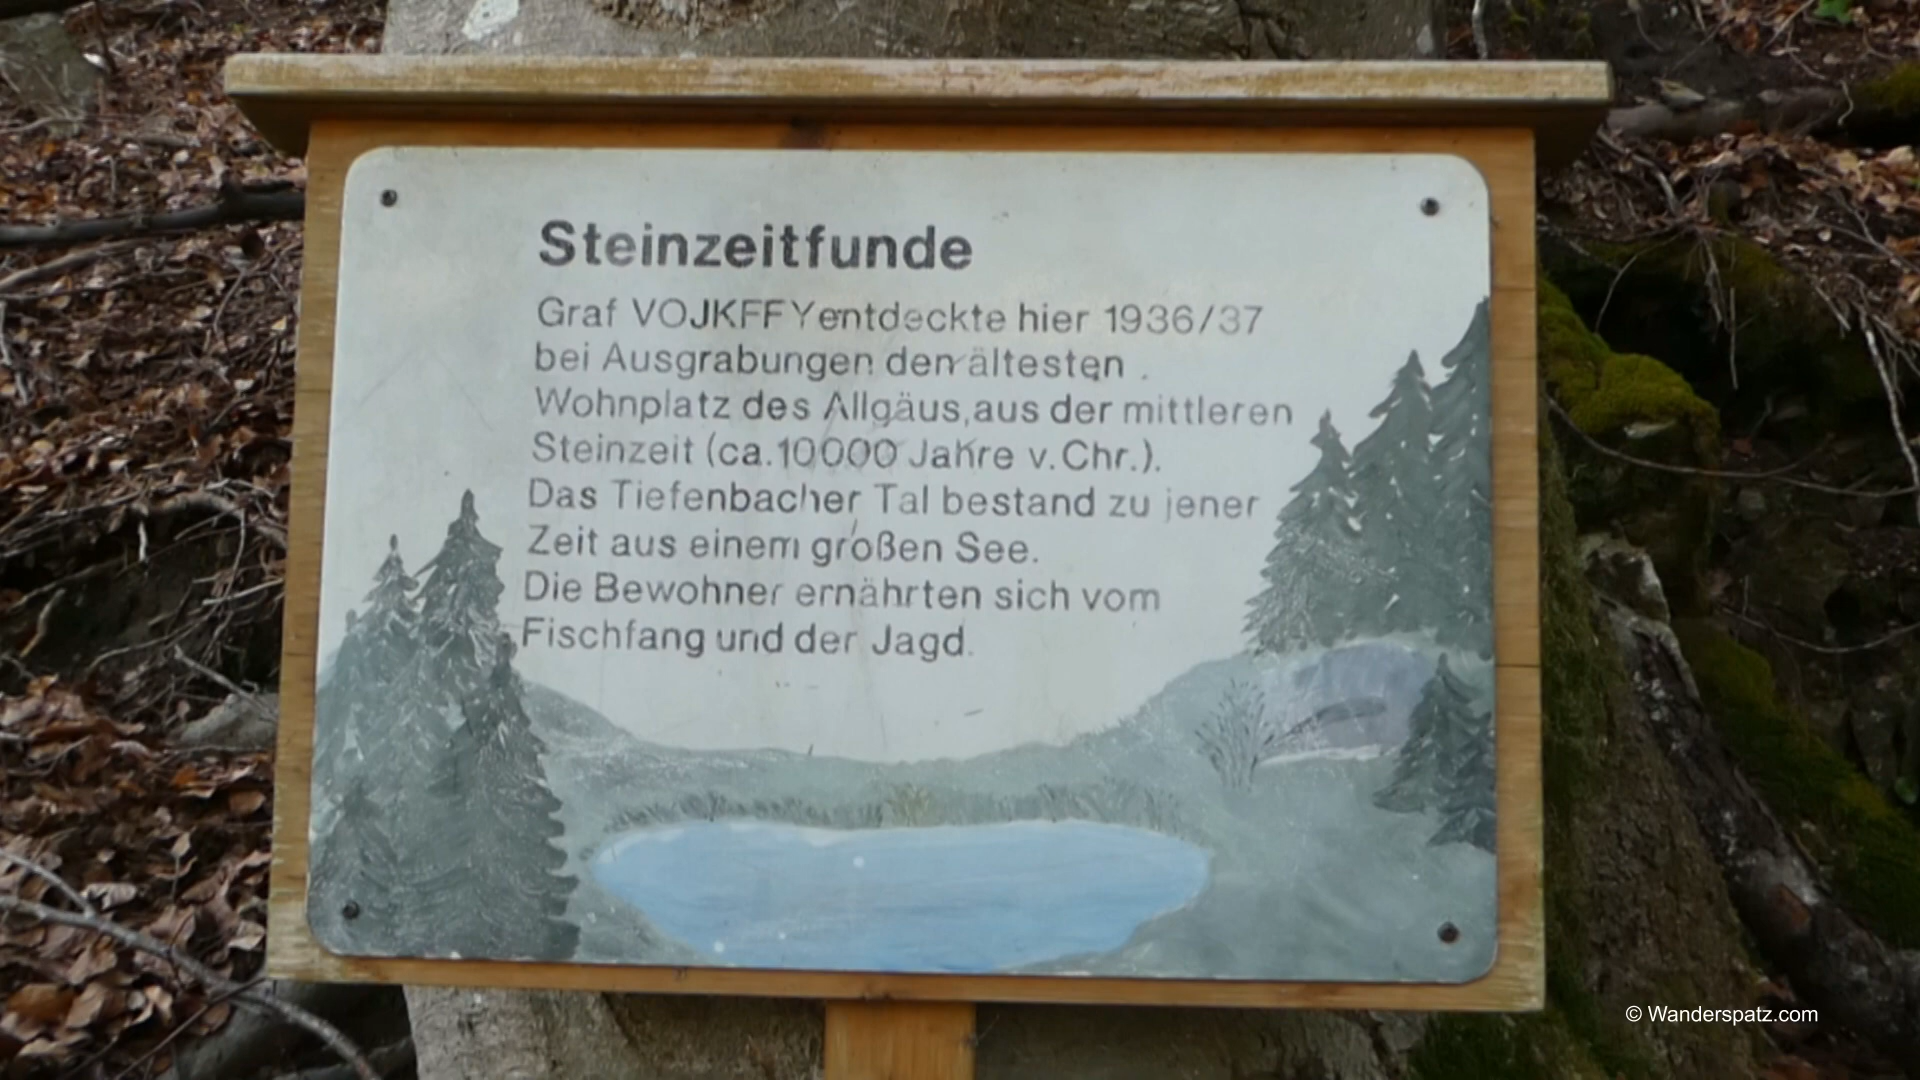 Steinzeitfunde
Graf VOJKFFY entdeckte hier 1936/37
bei Ausgrabungen den ältesten
Wohnplatz des Allgäus, aus der mittleren
Steinzeit (ca. 10000 Jahre v. Chr.).
Das Tiefenbacher Tal bestand zu jener
Zeit aus einem großen See.
Die Bewohner ernährten sich vom
Fischfang und der Jagd.
© Wanderspatz.com